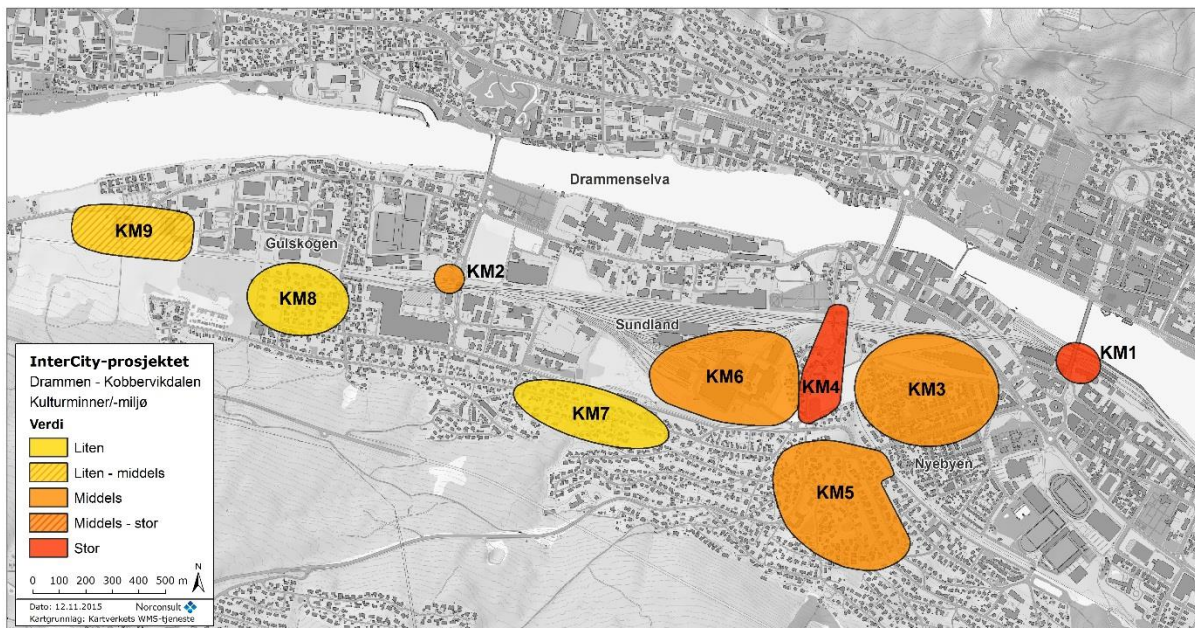 Drammenselva
KM9
Gulskogen
KM2
KM8
Sundland
KM1
KM6
KM4
KM3
KM7
Nyebyen
KM5
InterCity-prosjektet
Drammen - Kobbervikdalen
Kulturminner/-miljø
Verdi
Liten
Liten - middels
Middels
Middels - stor
Stor
N
0 100 200 300 400 500 m
Dato: 12.11.2015 Norconsult
Kartgrunnlag: Kartverkets WMS-tjeneste